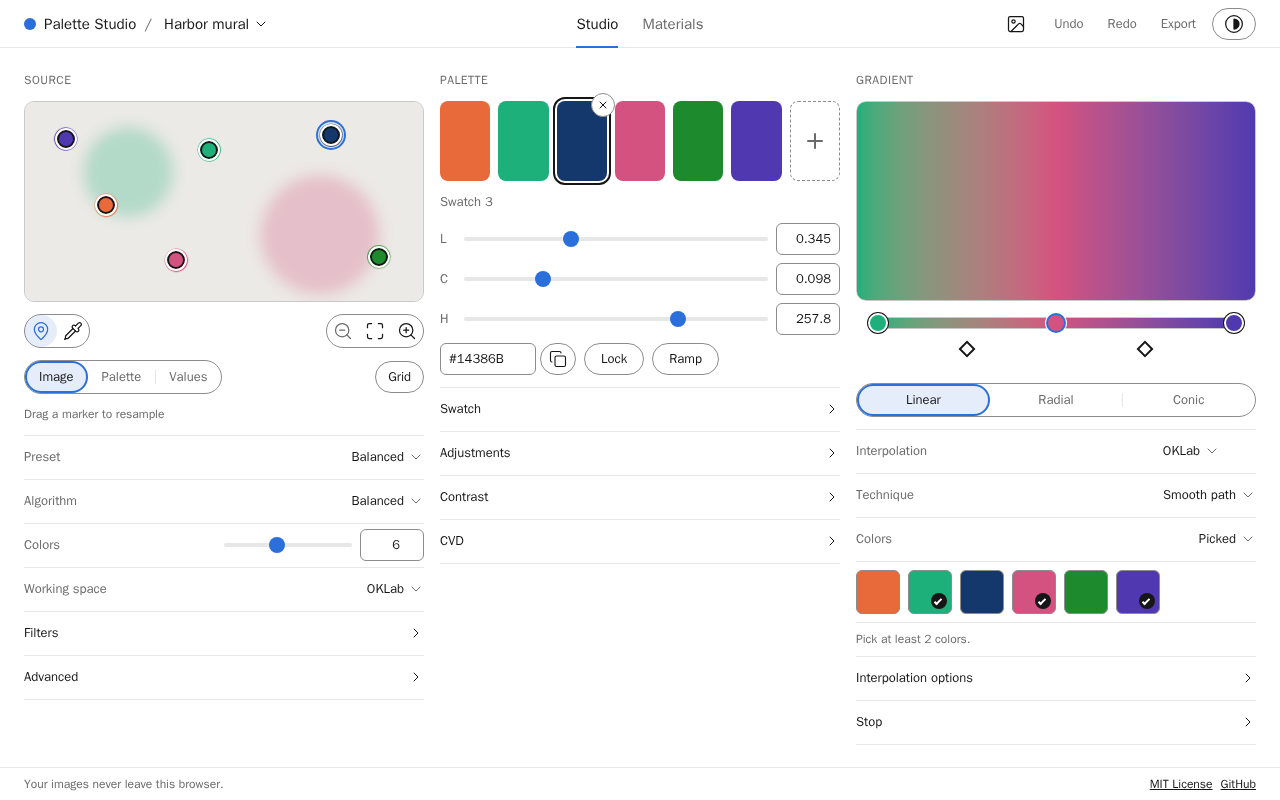 Palette Studio / Harbor mural
Studio
Materials
Undo
Redo
Export
SOURCE
Image
Palette
Values
Grid
Drag a marker to resample
Preset
Balanced
Algorithm
Balanced
Colors
6
Working space
OKLab
Filters
Advanced
PALETTE
Swatch 3
L
0.345
C
0.098
H
257.8
#14386B
Lock
Ramp
Swatch
Adjustments
Contrast
CVD
GRADIENT
Linear
Radial
Conic
Interpolation
OKLab
Technique
Smooth path
Colors
Picked
Pick at least 2 colors.
Interpolation options
Stop
Your images never leave this browser.
MIT License
GitHub